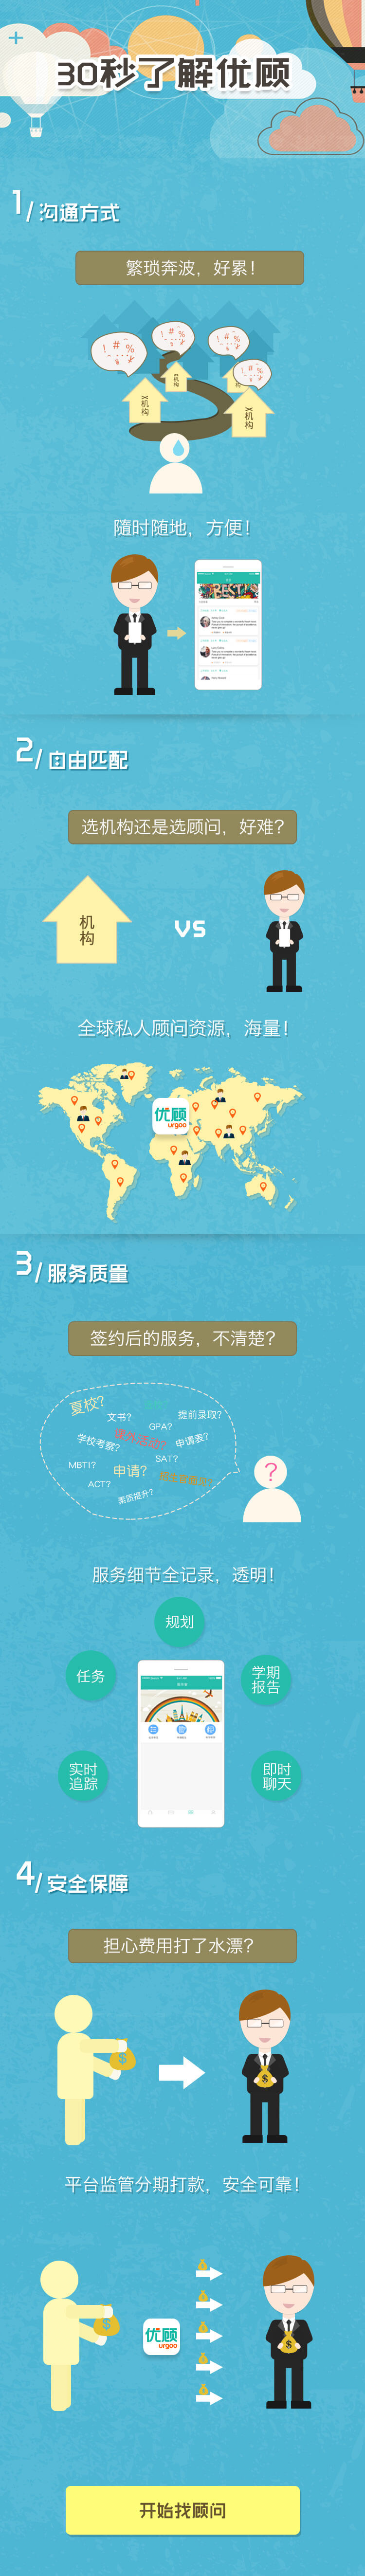 30秒了解优顾
1/沟通方式
繁琐奔波，好累！
! # %
! # %
! # %
! # %
X机构
X机构
X机构
随时随地，方便！
BEST
2/自由匹配
选机构还是选顾问，好难？
机构
VS
全球私人顾问资源，海量！
优顾
urgoo
3/服务质量
签约后的服务，不清楚？
夏校？
文书？
提前录取？
GPA？
学校考察？
申请表？
SAT？
MBTI？
申请？
ACT？
素质提升？
?
服务细节全记录，透明！
规划
任务
学期报告
实时追踪
即时聊天
4/安全保障
担心费用打了水漂？
$
$
平台监管分期打款，安全可靠！
优顾
urgoo
$
开始找顾问